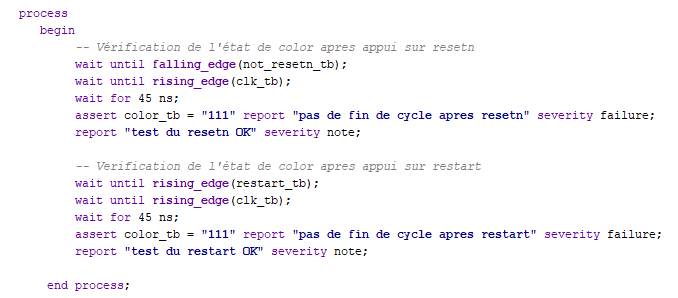 process
begin
-- Vérification de l'état de color apres appui sur resetn
wait until falling_edge(not_resetn_tb);
wait until rising_edge(clk_tb);
wait for 45 ns;
assert color_tb = "111" report "pas de fin de cycle apres resetn" severity failure;
report "test du resetn OK" severity note;
-- Verification de l'état de color apres appui sur restart
wait until rising_edge(restart_tb);
wait until rising_edge(clk_tb);
wait for 45 ns;
assert color_tb = "111" report "pas de fin de cycle apres restart" severity failure;
report "test du restart OK" severity note;
end process;